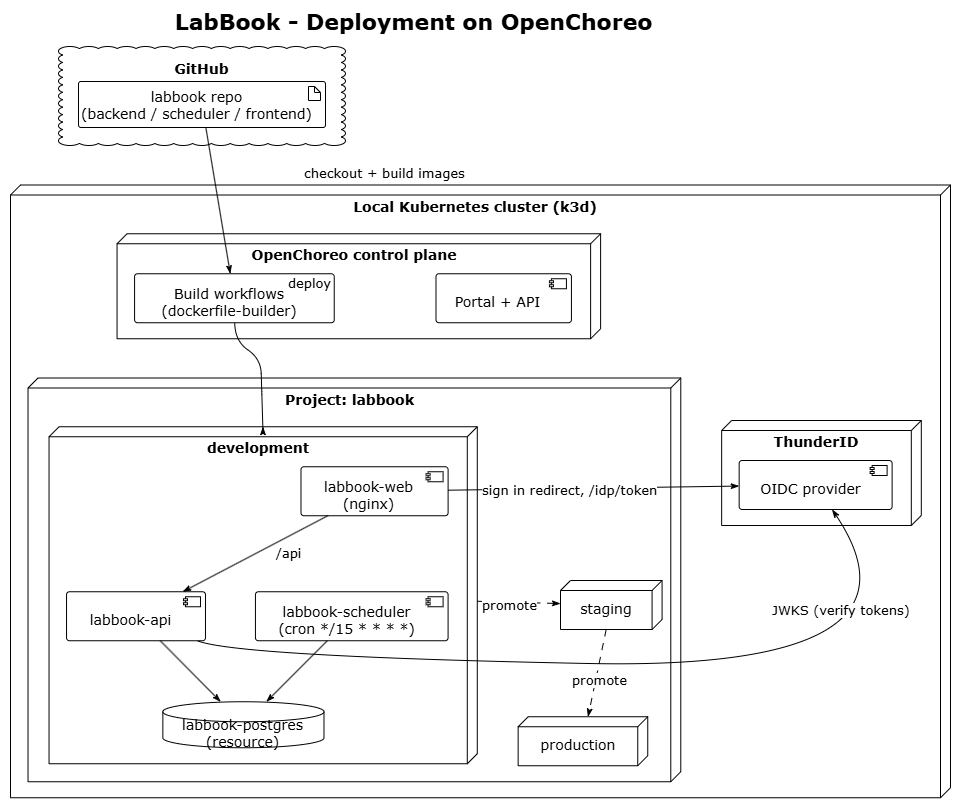 LabBook - Deployment on OpenChoreo
GitHub
labbook repo
(backend / scheduler / frontend)
checkout + build images
Local Kubernetes cluster (k3d)
OpenChoreo control plane
deploy
Build workflows
(dockerfile-builder)
Portal + API
Project: labbook
development
ThunderID
labbook-web
(nginx)
sign in redirect, /idp/token
OIDC provider
/api
labbook-api
labbook-scheduler
(cron */15 * * * *)
promote
staging
JWKS (verify tokens)
promote
labbook-postgres
(resource)
production